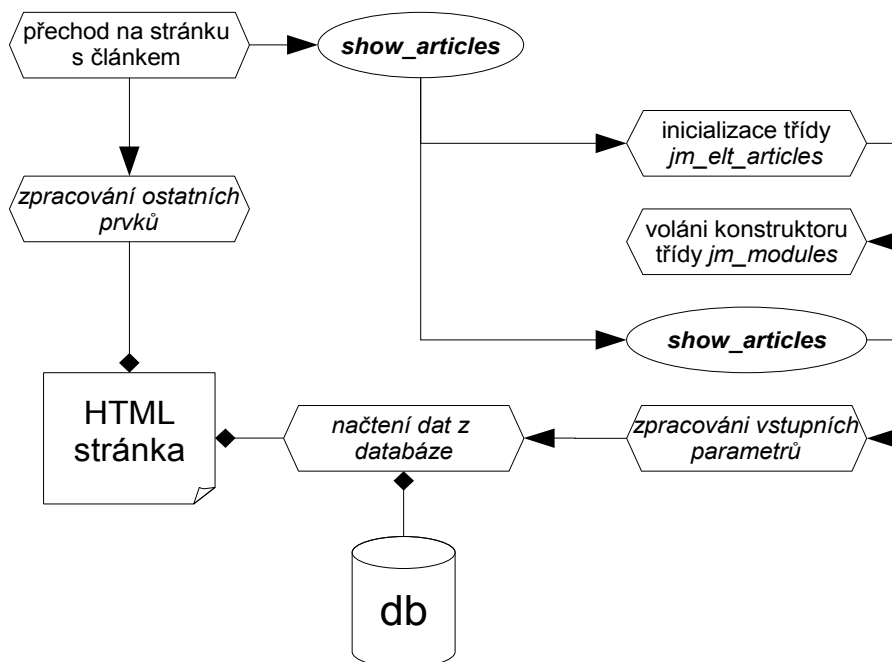 přechod na stránku
s článkem
show_articles
inicializace třídy
jm_elt_articles
zpracování ostatních
prvků
voláni konstruktoru
třídy jm_modules
show_articles
HTML
stránka
načtení dat z
databáze
zpracováni vstupních
parametrů
db